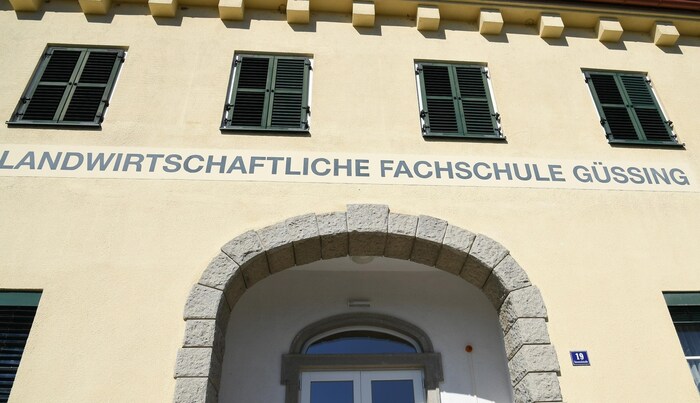 LANDWIRTSCHAFTLICHE FACHSCHULE GÜSSING
19